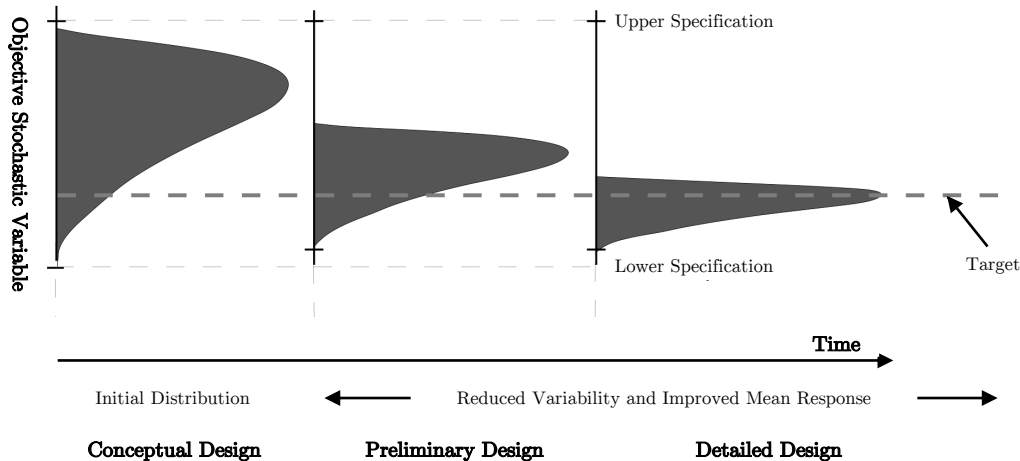 Objective Stochastic Variable
Upper Specification
Lower Specification
Target
Time
Initial Distribution
Reduced Variability and Improved Mean Response
Conceptual Design
Preliminary Design
Detailed Design